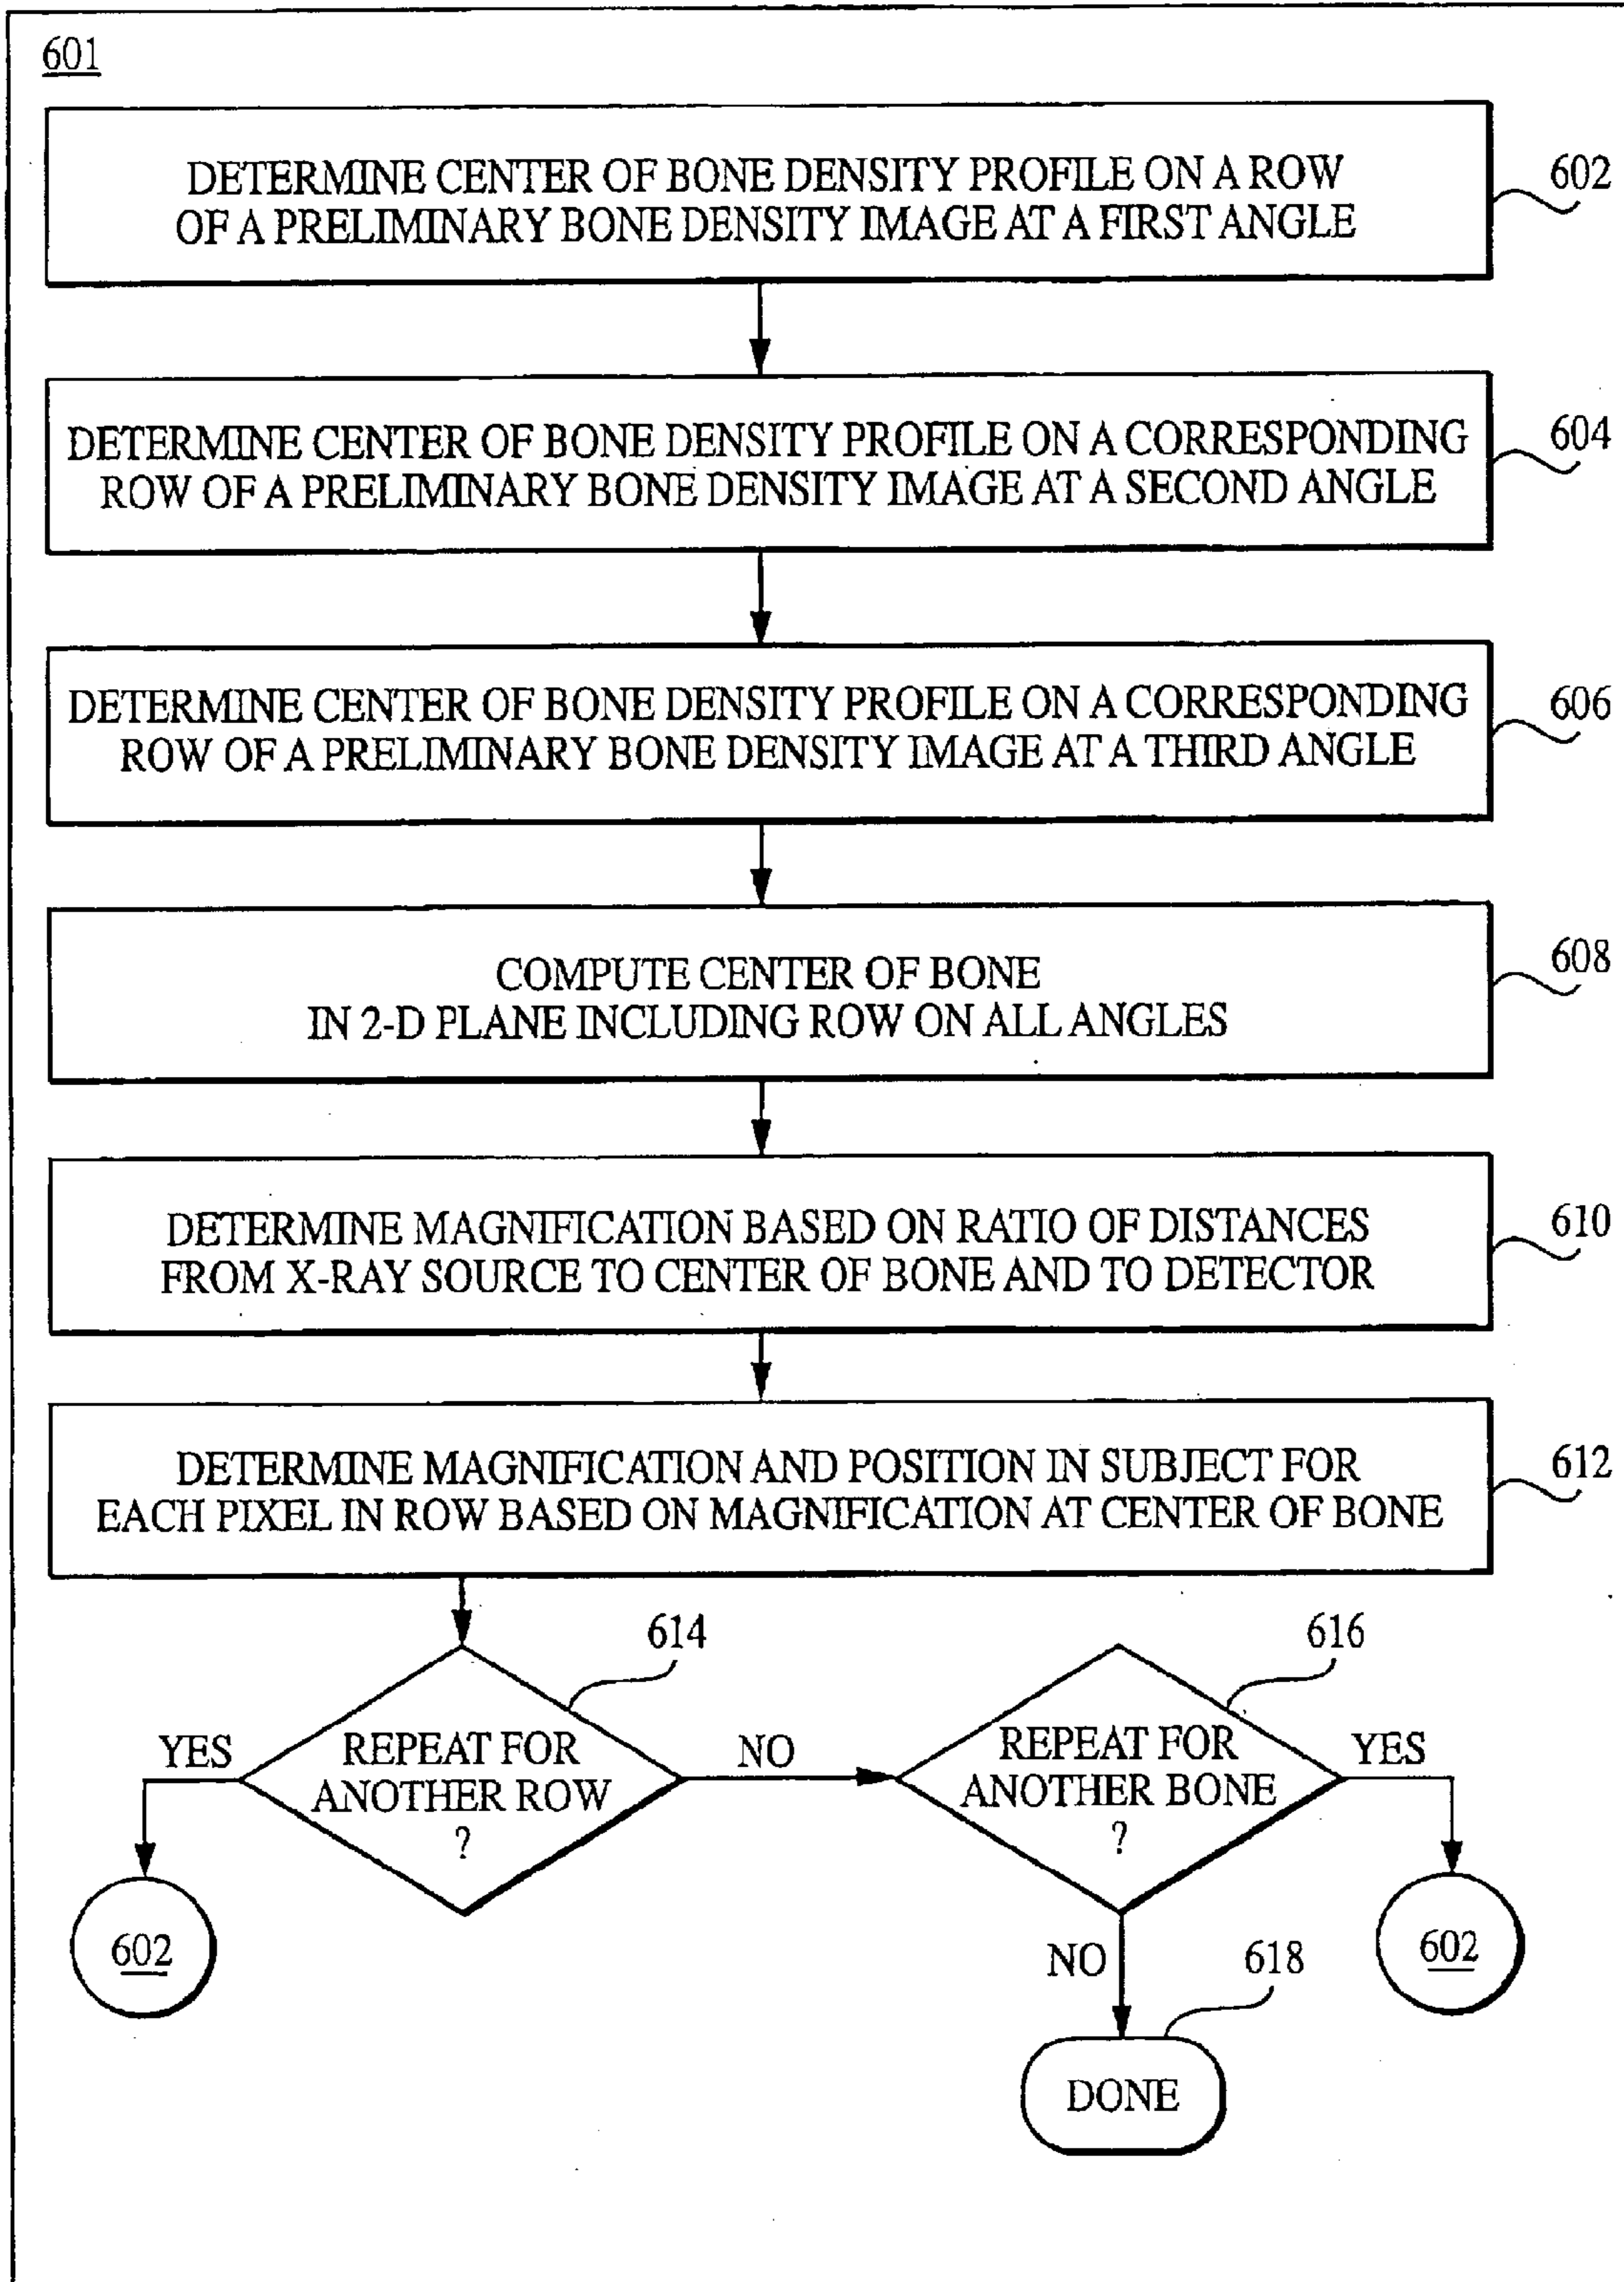 601
DETERMINE CENTER OF BONE DENSITY PROFILE ON A ROW
OF A PRELIMINARY BONE DENSITY IMAGE AT A FIRST ANGLE
602
DETERMINE CENTER OF BONE DENSITY PROFILE ON A CORRESPONDING
ROW OF A PRELIMINARY BONE DENSITY IMAGE AT A SECOND ANGLE
604
DETERMINE CENTER OF BONE DENSITY PROFILE ON A CORRESPONDING
ROW OF A PRELIMINARY BONE DENSITY IMAGE AT A THIRD ANGLE
606
COMPUTE CENTER OF BONE
IN 2-D PLANE INCLUDING ROW ON ALL ANGLES
608
DETERMINE MAGNIFICATION BASED ON RATIO OF DISTANCES
FROM X-RAY SOURCE TO CENTER OF BONE AND TO DETECTOR
610
DETERMINE MAGNIFICATION AND POSITION IN SUBJECT FOR
EACH PIXEL IN ROW BASED ON MAGNIFICATION AT CENTER OF BONE
612
614
YES
REPEAT FOR
ANOTHER ROW
?
NO
616
REPEAT FOR
ANOTHER BONE
?
YES
602
NO
618
602
DONE